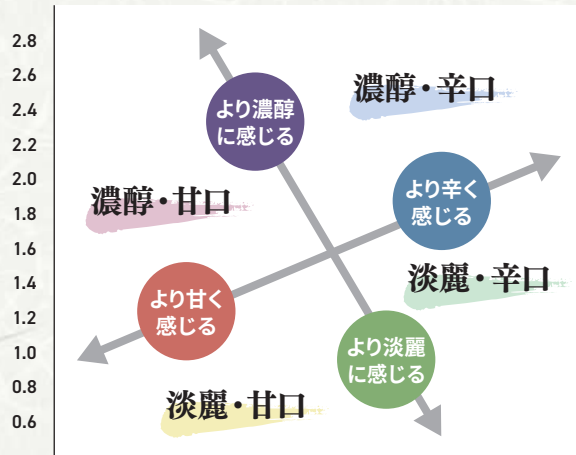 2.8
2.6
2.4
2.2
2.0
1.8
1.6
1.4
1.2
1.0
0.8
0.6
より濃醇
に感じる
濃醇・辛口
より辛く
感じる
濃醇・甘口
淡麗・辛口
より甘く
感じる
より淡麗
に感じる
淡麗・甘口